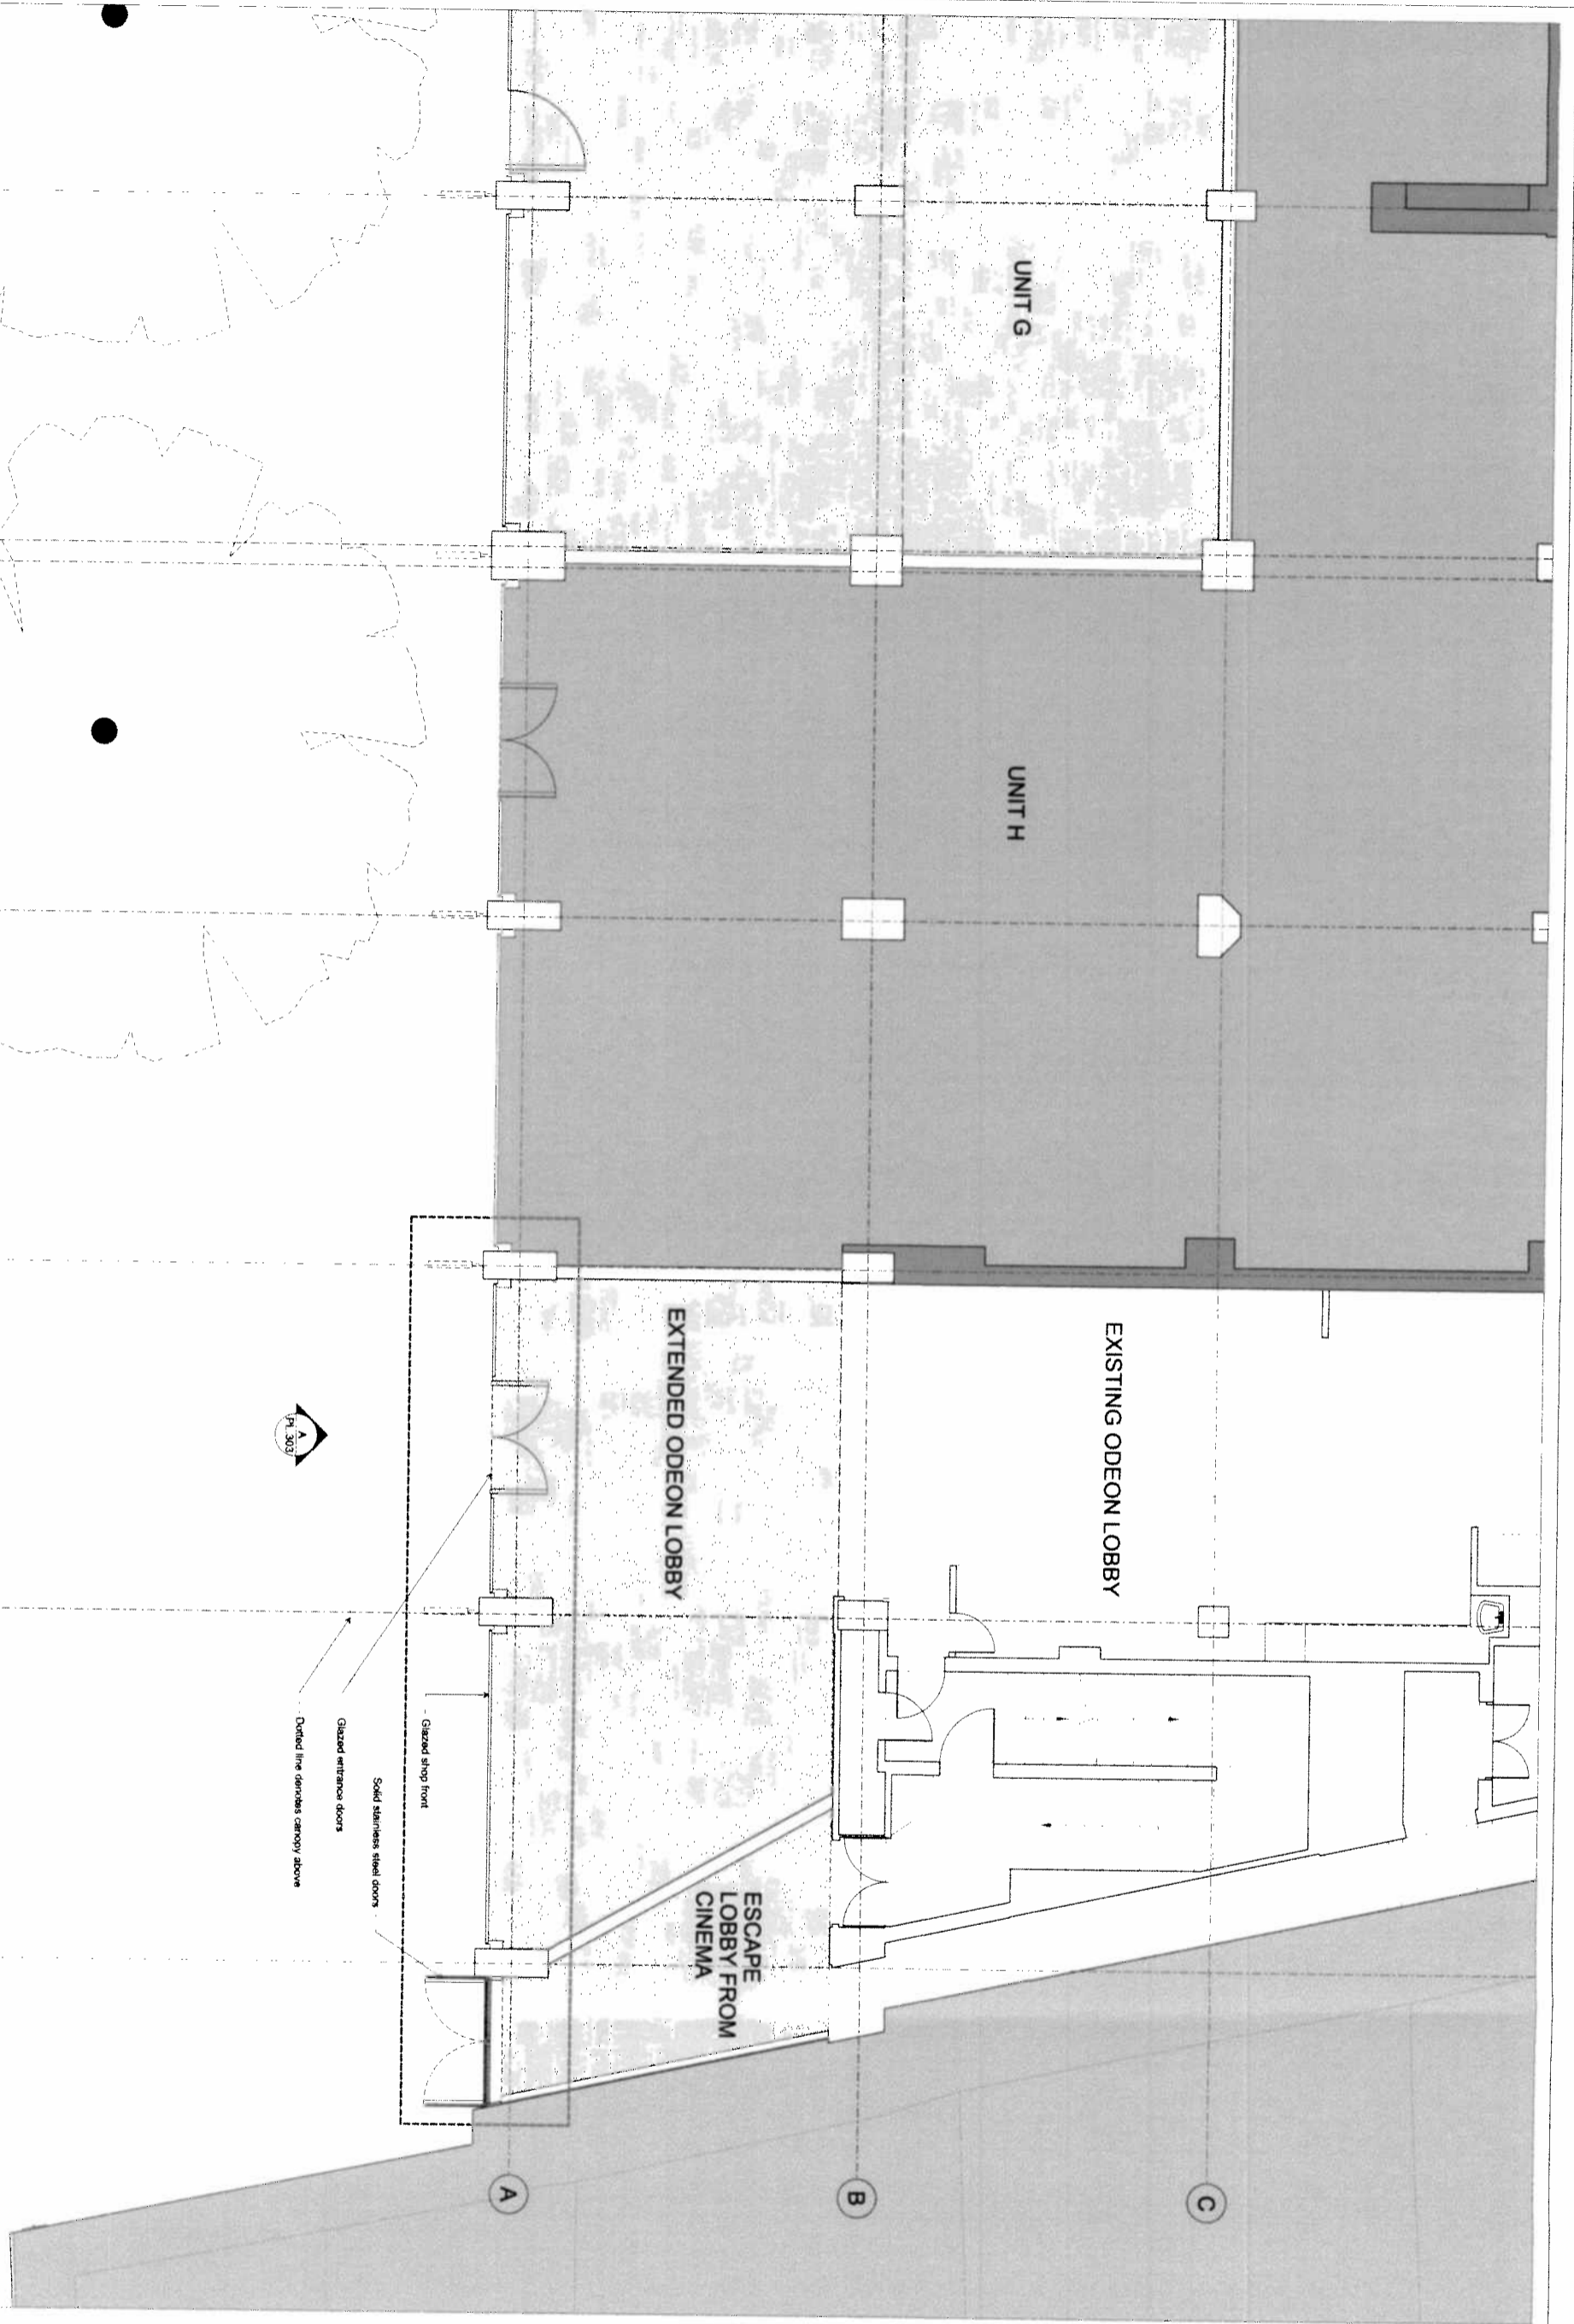 UNIT G
UNIT H
EXISTING ODEON LOBBY
EXTENDED ODEON LOBBY
ESCAPE
LOBBY FROM
CINEMA
Glazed shop front
Solid stainless steel doors
Glazed entrance doors
Dotted line denotes canopy above
A
PL 303
A
B
C